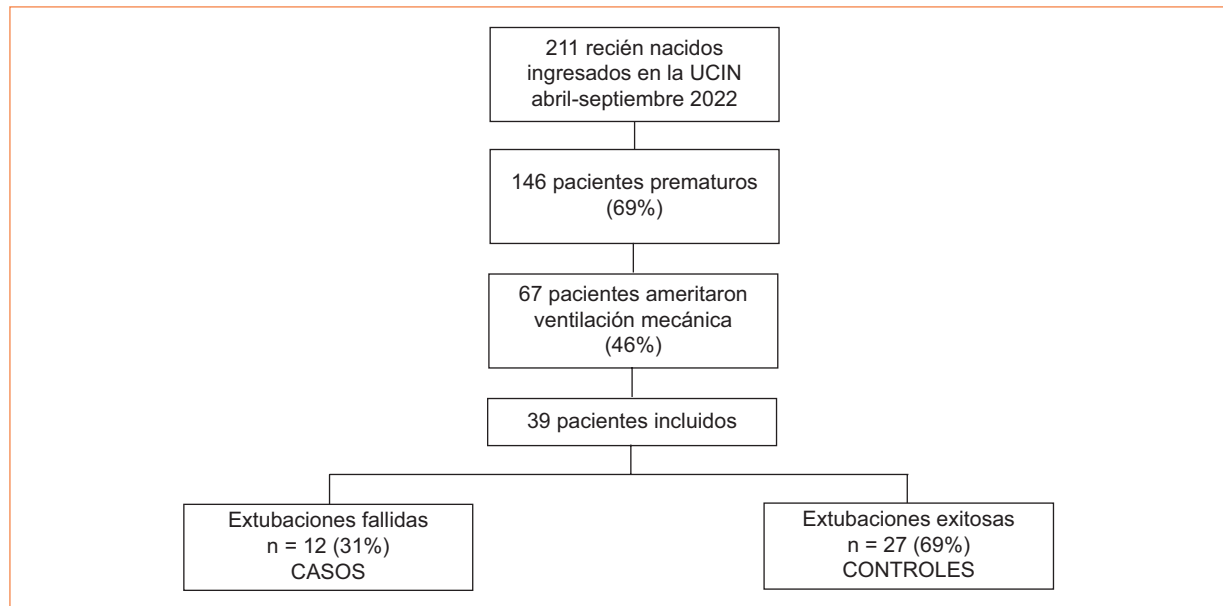 211 recién nacidos
ingresados en la UCIN
abril-septiembre 2022
146 pacientes prematuros
(69%)
67 pacientes ameritaron
ventilación mecánica
(46%)
39 pacientes incluidos
Extubaciones fallidas
n = 12 (31%)
CASOS
Extubaciones exitosas
n = 27 (69%)
CONTROLES